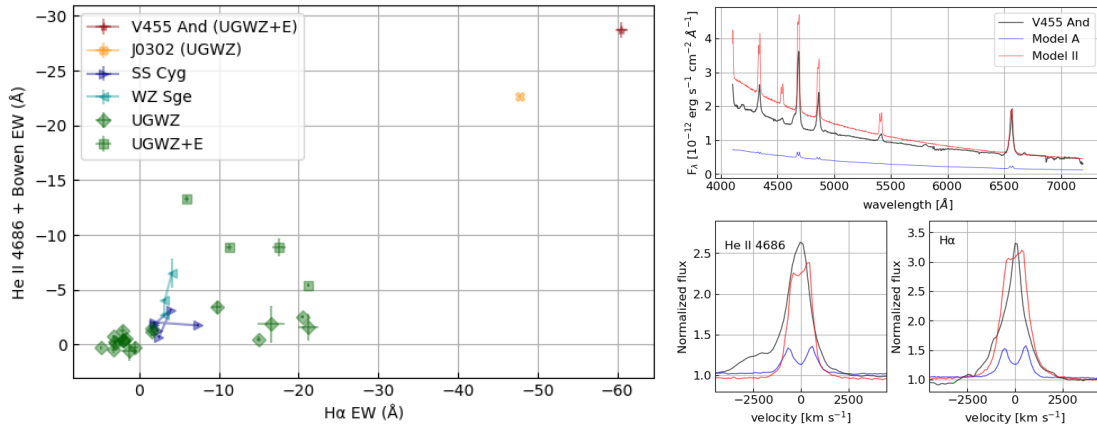 −30
−25
−20
−15
−10
−5
0
He II 4686 + Bowen EW (Å)
V455 And (UGWZ+E)
J0302 (UGWZ)
SS Cyg
WZ Sge
UGWZ
UGWZ+E
0 −10 −20 −30 −40 −50 −60
Hα EW (Å)
F_λ [10⁻¹² erg s⁻¹ cm⁻² Å⁻¹]
4
3
2
1
0
V455 And
Model A
Model II
4000 4500 5000 5500 6000 6500 7000
wavelength [Å]
Normalized flux
2.5
2.0
1.5
1.0
He II 4686
−2500 0 2500
velocity [km s⁻¹]
Normalized flux
3.5
3.0
2.5
2.0
1.5
1.0
Hα
−2500 0 2500
velocity [km s⁻¹]